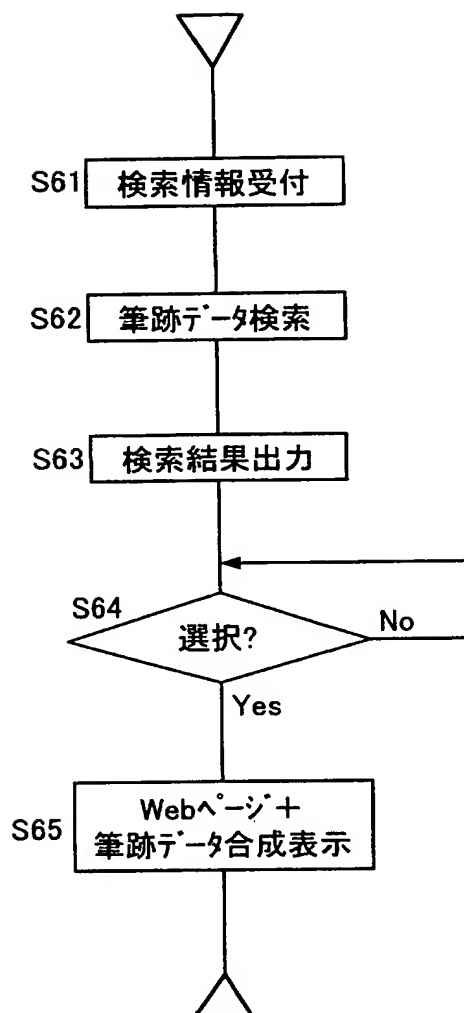 S61
検索情報受付
S62
筆跡データ検索
S63
検索結果出力
S64
選択?
No
Yes
S65
Webページ+
筆跡データ合成表示